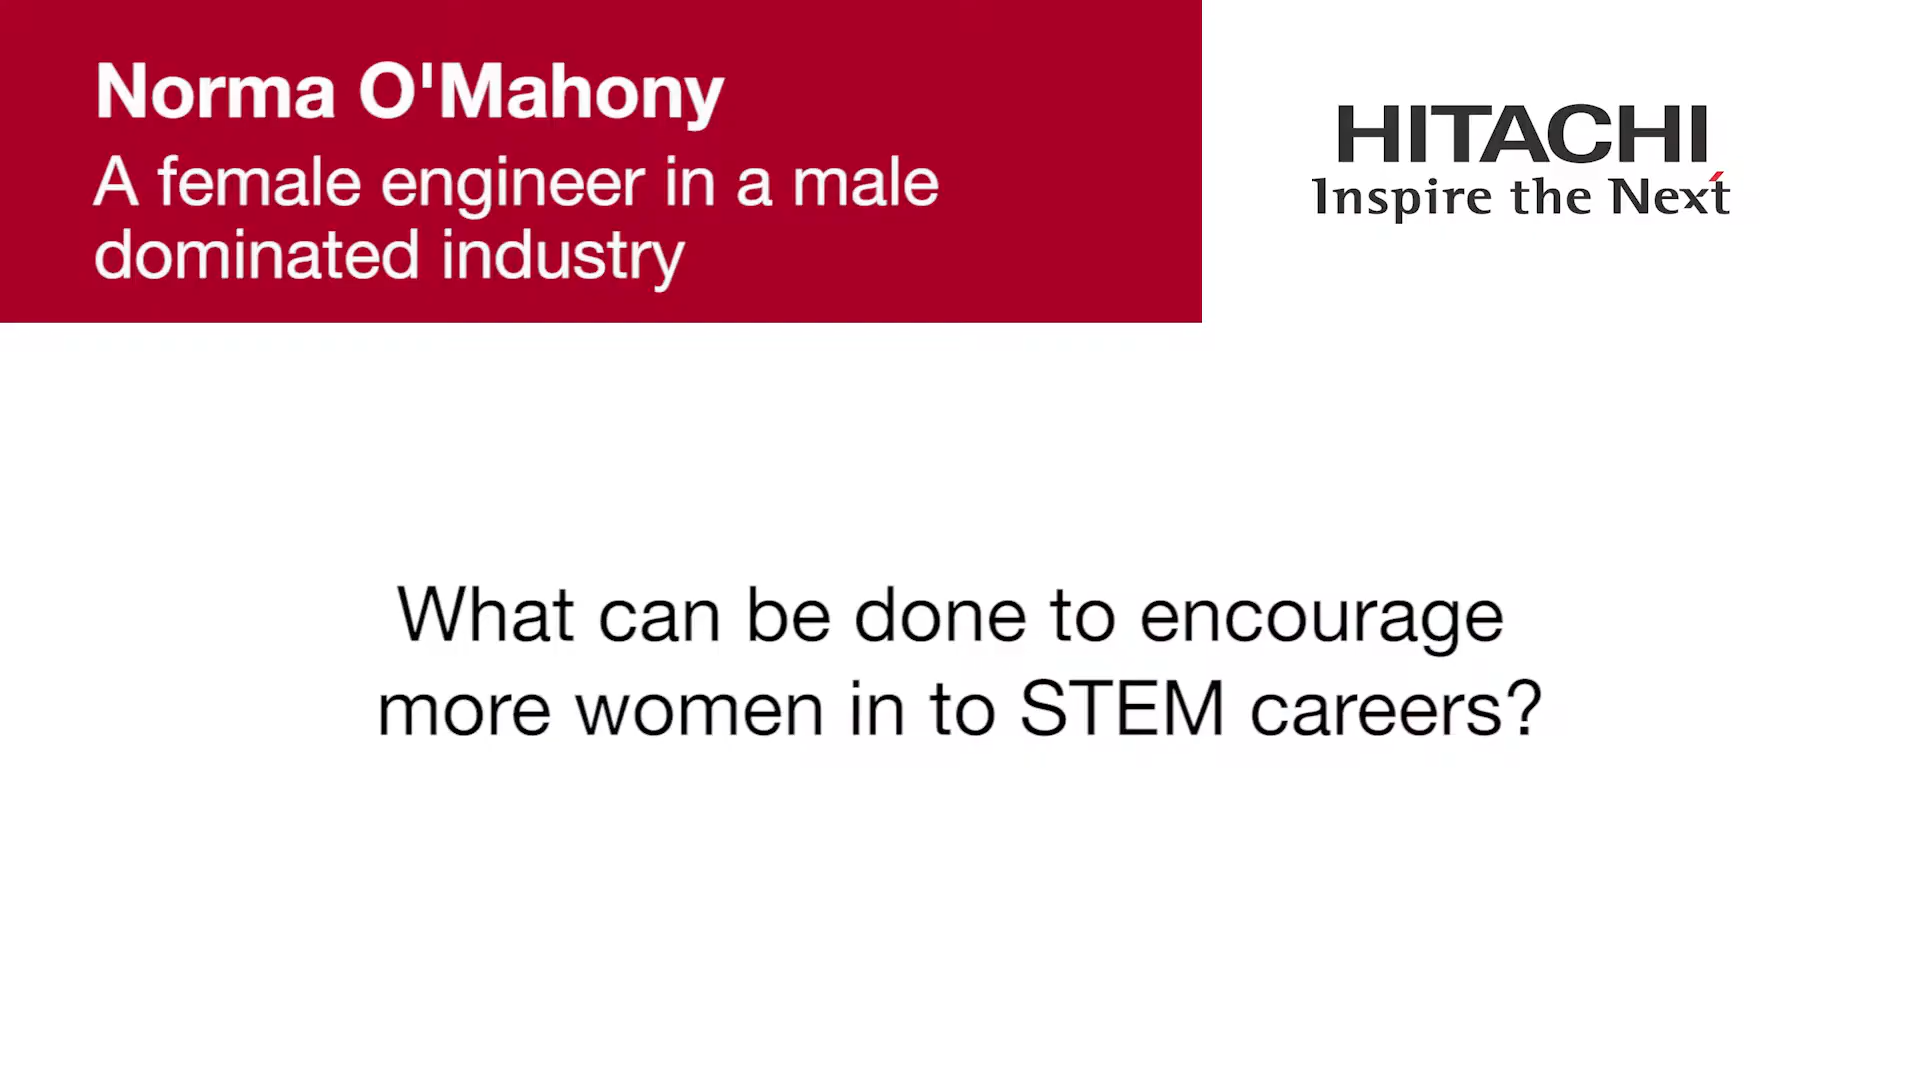 Norma O'Mahony
A female engineer in a male
dominated industry
HITACHI
Inspire the Next
What can be done to encourage
more women in to STEM careers?